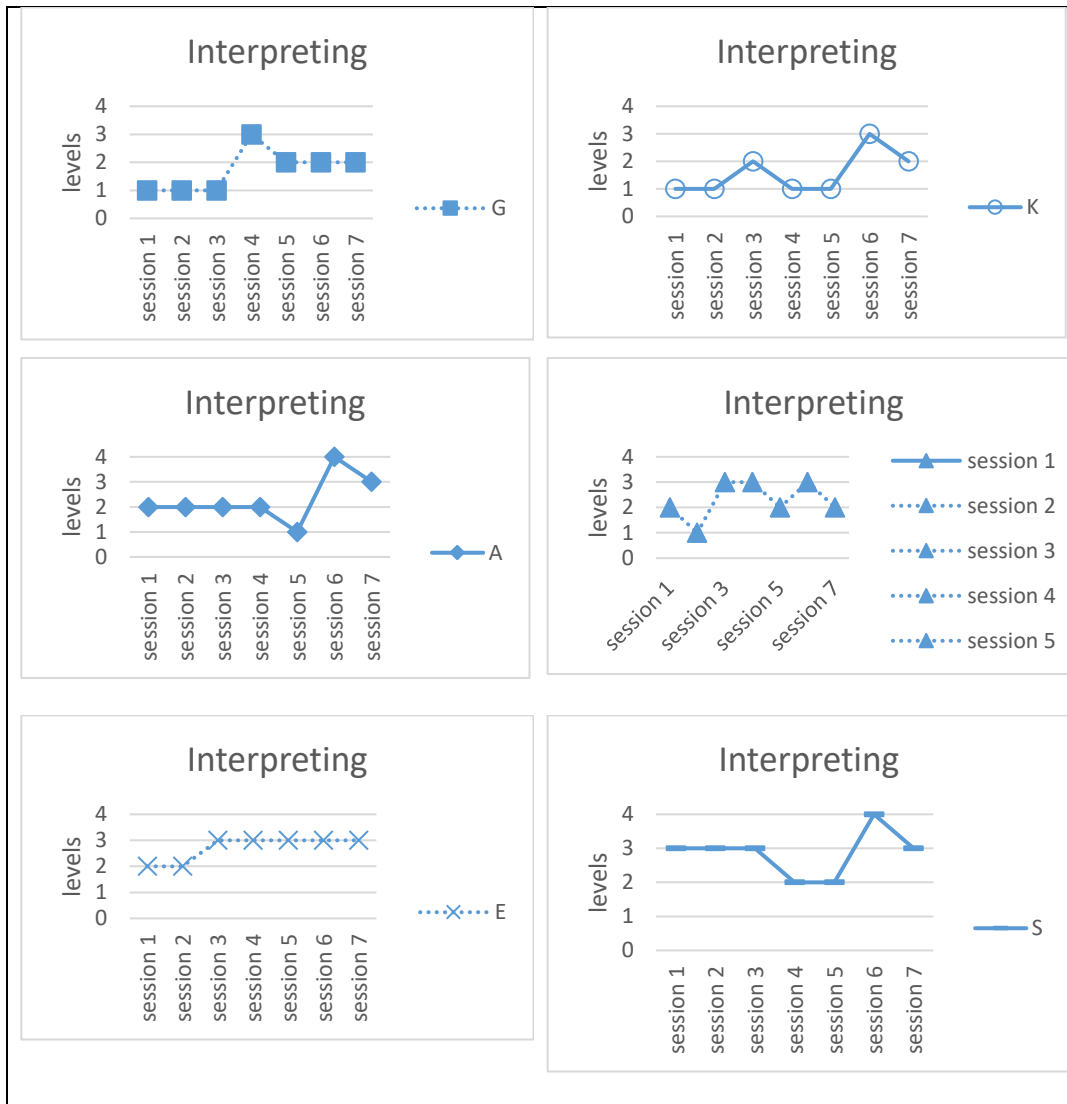 Interpreting
4
3
2
1
0
levels
session 1
session 2
session 3
session 4
session 5
session 6
session 7
G
Interpreting
4
3
2
1
0
levels
session 1
session 2
session 3
session 4
session 5
session 6
session 7
K
Interpreting
4
3
2
1
0
levels
session 1
session 2
session 3
session 4
session 5
session 6
session 7
A
Interpreting
4
3
2
1
0
levels
session 1
session 3
session 5
session 7
session 1
session 2
session 3
session 4
session 5
Interpreting
4
3
2
1
0
levels
session 1
session 2
session 3
session 4
session 5
session 6
session 7
E
Interpreting
4
3
2
1
0
levels
session 1
session 2
session 3
session 4
session 5
session 6
session 7
S